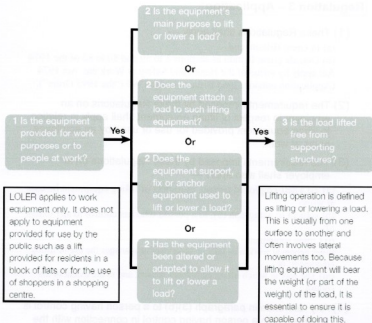 2 Is the equipment's
main purpose to lift
or lower a load?
Or
2 Does the
equipment attach a
load to such lifting
equipment?
1 Is the equipment
provided for work
purposes or to
people at work?
Yes
Or
Yes
3 Is the load lifted
free from
supporting
structures?
2 Does the
equipment support,
fix or anchor
equipment used to
lift or lower a load?
Or
2 Has the equipment
been altered or
adapted to allow it
to lift or lower a
load?
LOLER applies to work
equipment only. It does not
apply to equipment
provided for use by the
public such as a lift
provided for residents in a
block of flats or for the use
of shoppers in a shopping
centre.
Lifting operation is defined
as lifting or lowering a load.
This is usually from one
surface to another and
often involves lateral
movements too. Because
lifting equipment will bear
the weight (or part of the
weight) of the load, it is
essential to ensure it is
capable of doing this.